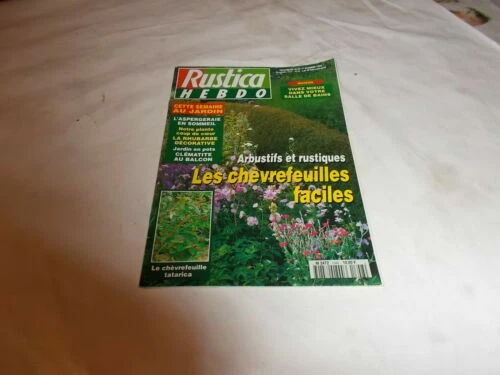 Rustica
HEBDO
CETTE SEMAINE
AU JARDIN
L'ASPERGERAIE
EN SOMMEIL
Notre plante
coup de cœur
LA RHUBARBE
DÉCORATIVE
Jardin en pots
CLÉMATITE
AU BALCON
VIVEZ MIEUX
DANS VOTRE
SALLE DE BAINS
Arbustifs et rustiques
Les chèvrefeuilles
faciles
Le chèvrefeuille
tatarica